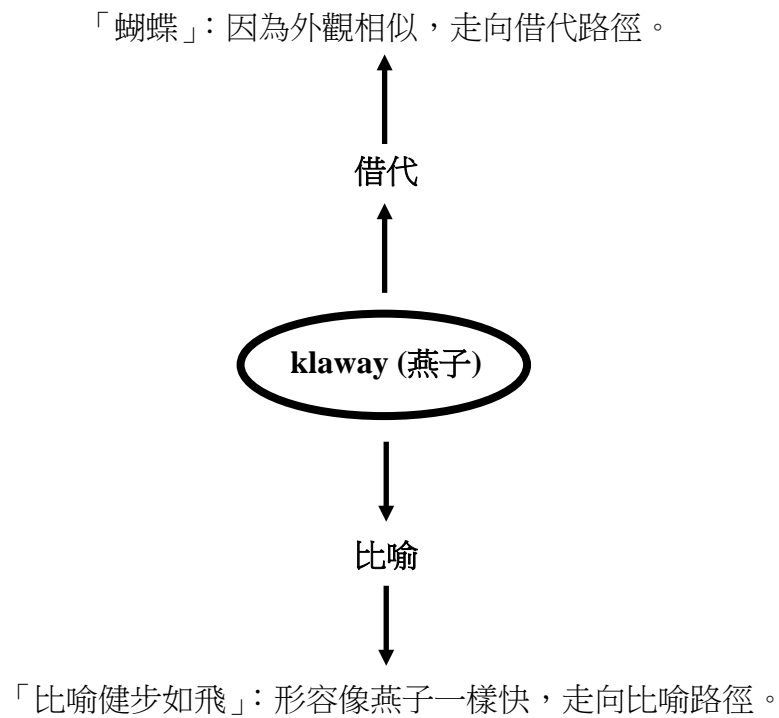 「蝴蝶」：因為外觀相似，走向借代路徑。
借代
klaway (燕子)
比喻
「比喻健步如飛」：形容像燕子一樣快，走向比喻路徑。